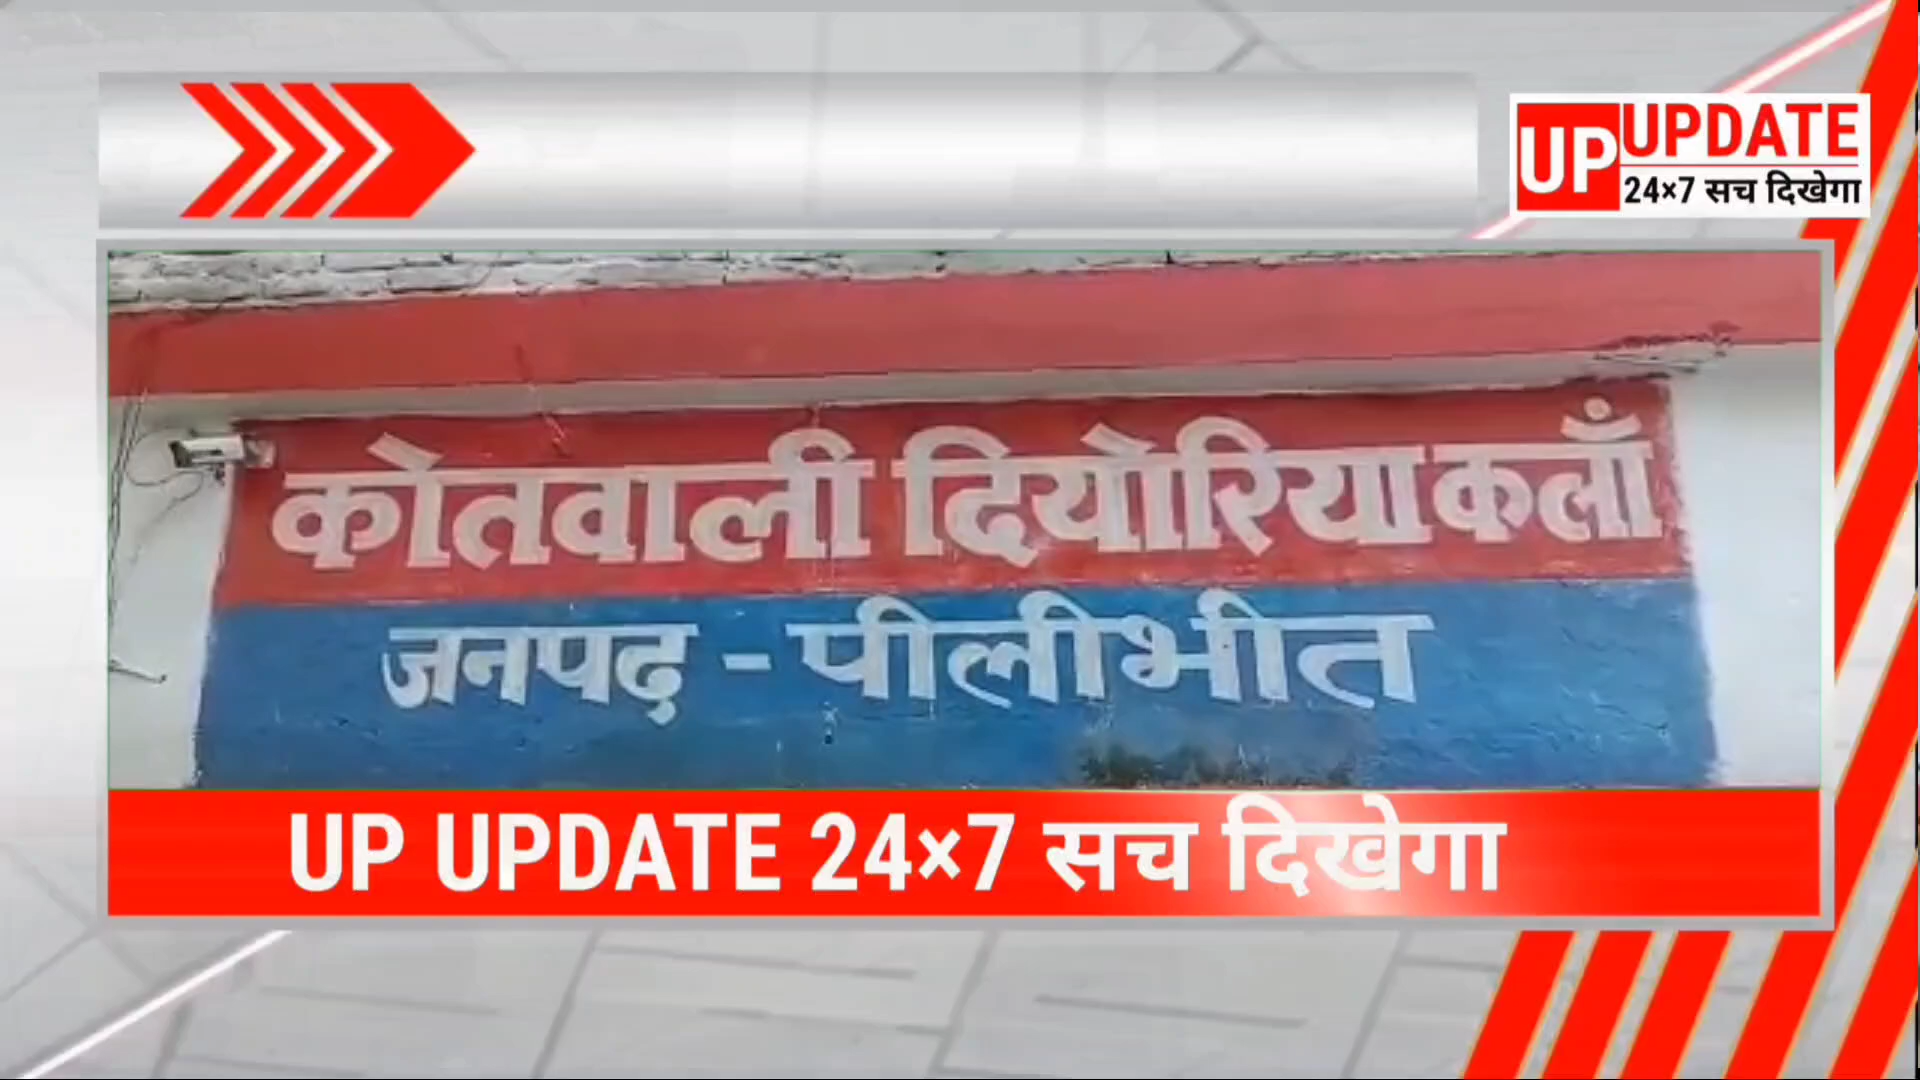 UP UPDATE
24×7 सच दिखेगा
कोतवाली दियोरिया कलाँ
जनपद - पीलीभीत
UP UPDATE 24×7 सच दिखेगा